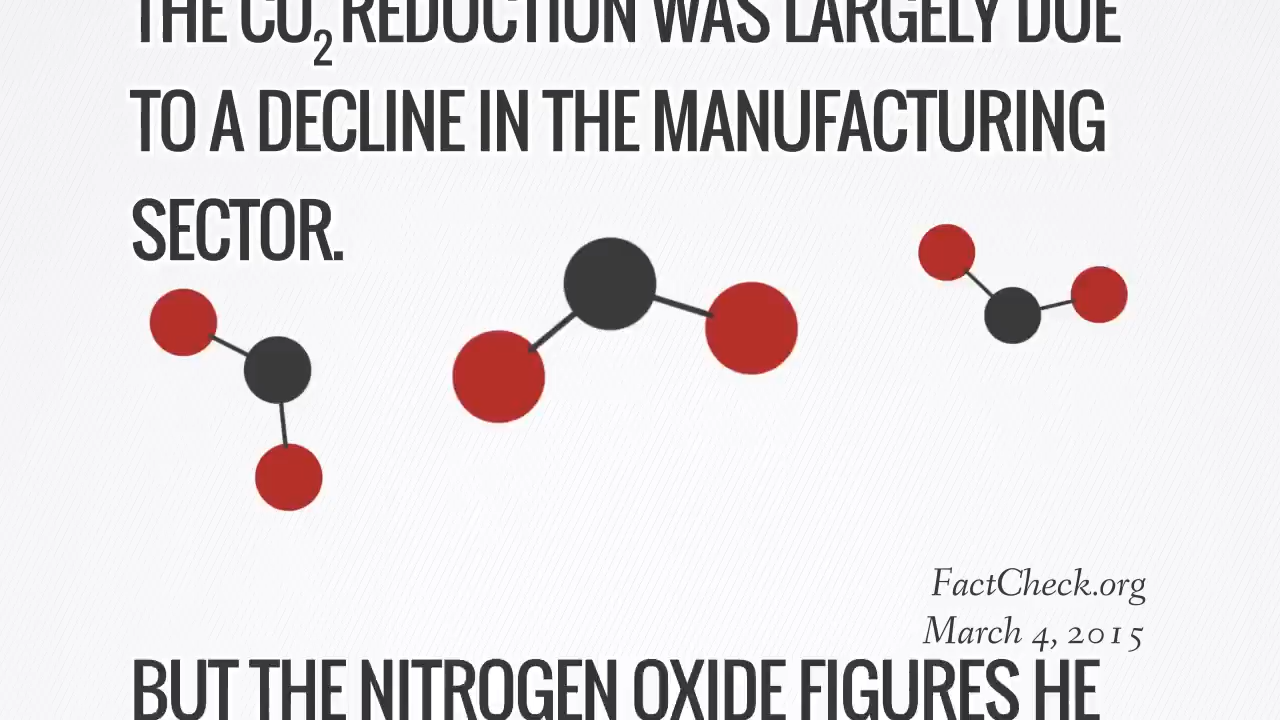 THE CO₂ REDUCTION WAS LARGELY DUE
TO A DECLINE IN THE MANUFACTURING
SECTOR.
FactCheck.org
March 4, 2015
BUT THE NITROGEN OXIDE FIGURES HE